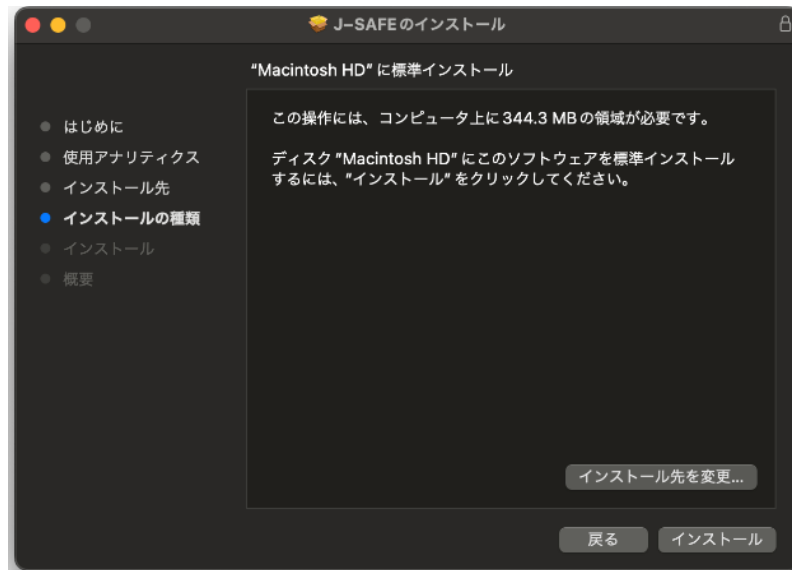 J-SAFEのインストール
"Macintosh HD" に標準インストール
はじめに
使用アナリティクス
インストール先
インストールの種類
インストール
概要
この操作には、コンピュータ上に 344.3 MB の領域が必要です。
ディスク "Macintosh HD" にこのソフトウェアを標準インストール
するには、"インストール" をクリックしてください。
インストール先を変更...
戻る
インストール